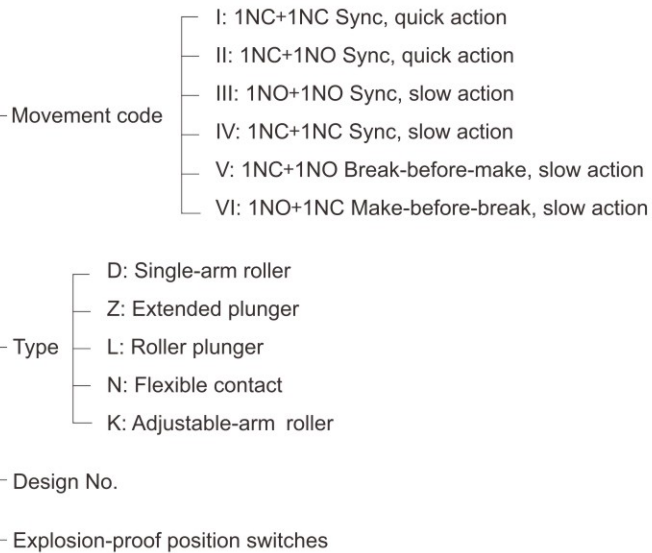 I: 1NC+1NC Sync, quick action
II: 1NC+1NO Sync, quick action
III: 1NO+1NO Sync, slow action
Movement code
IV: 1NC+1NC Sync, slow action
V: 1NC+1NO Break-before-make, slow action
VI: 1NO+1NC Make-before-break, slow action
D: Single-arm roller
Z: Extended plunger
Type
L: Roller plunger
N: Flexible contact
K: Adjustable-arm roller
Design No.
Explosion-proof position switches